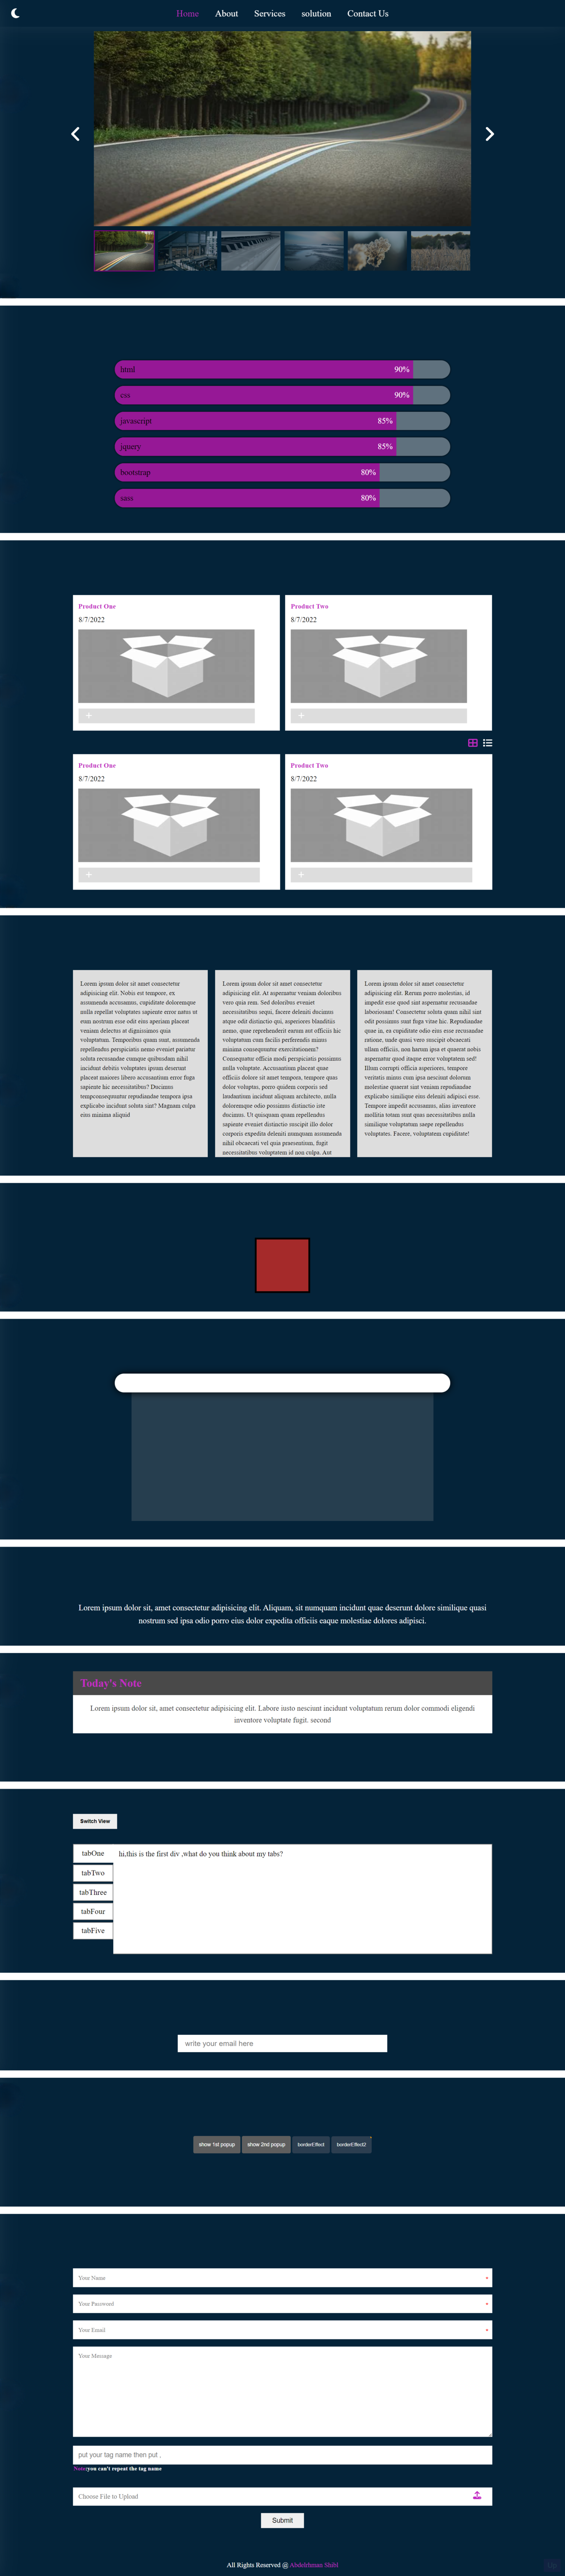 Home About Services solution Contact Us
html 90%
css 90%
javascript 85%
jquery 85%
bootstrap 80%
sass 80%
Product One
8/7/2022
+
Product Two
8/7/2022
+
Product One
8/7/2022
+
Product Two
8/7/2022
+
Lorem ipsum dolor sit amet consectetur
adipisicing elit. Nobis est tempore, ex
assumenda accusamus, cupiditate doloremque
nulla repellat voluptates sapiente error natus ut
eum nostrum esse odit eius aperiam placeat
veniam delectus at dignissimos quia
voluptatum. Temporibus quam sunt, assumenda
repellendus perspiciatis nemo eveniet pariatur
soluta recusandae cumque quibusdam nihil
incidunt debitis voluptates ipsum deserunt
placeat maiores libero accusantium error fuga
sapiente hic necessitatibus? Ducimus
temporeconsequuntur repudiandae tempora ipsa
explicabo incidunt soluta sint? Magnam culpa
eius minima aliquid
Lorem ipsum dolor sit amet consectetur
adipisicing elit. At aspernatur veniam doloribus
vero quia rem. Sed doloribus eveniet
necessitatibus sequi, facere deleniti ducimus
atque odit distinctio qui, asperiores blanditiis
nemo, quae reprehenderit earum aut officiis hic
voluptatum cum facilis perferendis minus
minima consequuntur exercitationem?
Consequatur officia modi perspiciatis possimus
nulla voluptate. Accusantium placeat quae
officiis dolore sit amet tempora, tempore quas
dolor voluptas, porro quidem corporis sed
laudantium incidunt aliquam architecto, nulla
doloremque odio possimus distinctio iste
ducimus. Ut quisquam quam repellendus
sapiente eveniet distinctio suscipit illo dolor
corporis expedita deleniti numquam assumenda
nihil obcaecati vel quis praesentium, fugit
necessitatibus voluptatem id non culpa. Aut
Lorem ipsum dolor sit amet consectetur
adipisicing elit. Rerum porro molestias, id
impedit esse quod sint aspernatur recusandae
laboriosam! Consectetur soluta quam nihil sint
odit possimus sunt fuga vitae hic. Repudiandae
quae in, ex cupiditate odio eius esse recusandae
ratione, unde quasi vero suscipit obcaecati
officiis, non harum ipsa et quaerat nobis
aspernatur quod itaque error voluptatem sed!
Illum corrupti officia asperiores, tempore
veritatis minus cum ipsa nesciunt dolorum
molestiae quaerat sint veniam repudiandae
explicabo similique eius deleniti adipisci esse.
Tempore impedit accusamus, alias inventore
mollitia totam sunt quos necessitatibus nulla
similique voluptatum saepe repellendus
voluptates. Facere, voluptatem cupiditate!
Lorem ipsum dolor sit, amet consectetur adipisicing elit. Aliquam, sit numquam incidunt quae deserunt dolore similique quasi
nostrum sed ipsa odio porro eius dolor expedita officiis eaque molestiae dolores adipisci.
Today's Note
Lorem ipsum dolor sit, amet consectetur adipisicing elit. Labore iusto nesciunt incidunt voluptatum rerum dolor commodi eligendi
inventore voluptate fugit. second
Switch View
tabOne
tabTwo
tabThree
tabFour
tabFive
hi,this is the first div ,what do you think about my tabs?
write your email here
show 1st popup show 2nd popup borderEffect borderEffect2
Your Name *
Your Password *
Your Email *
Your Message
put your tag name then put ,
Note:you can't repeat the tag name
Choose File to Upload
Submit
All Rights Reserved @ Abdelrhman Shibl
Up